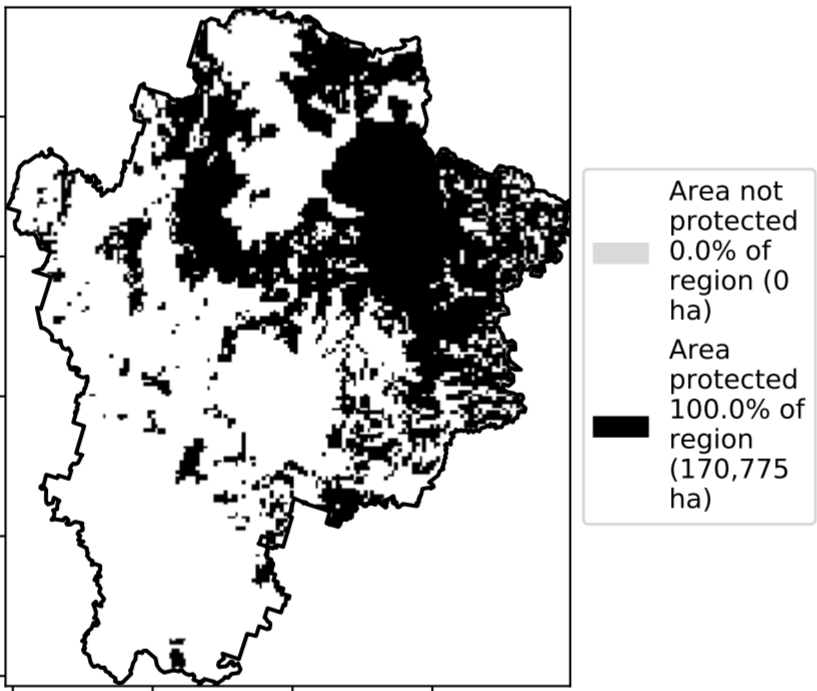 Area not
protected
0.0% of
region (0
ha)
Area
protected
100.0% of
region
(170,775
ha)